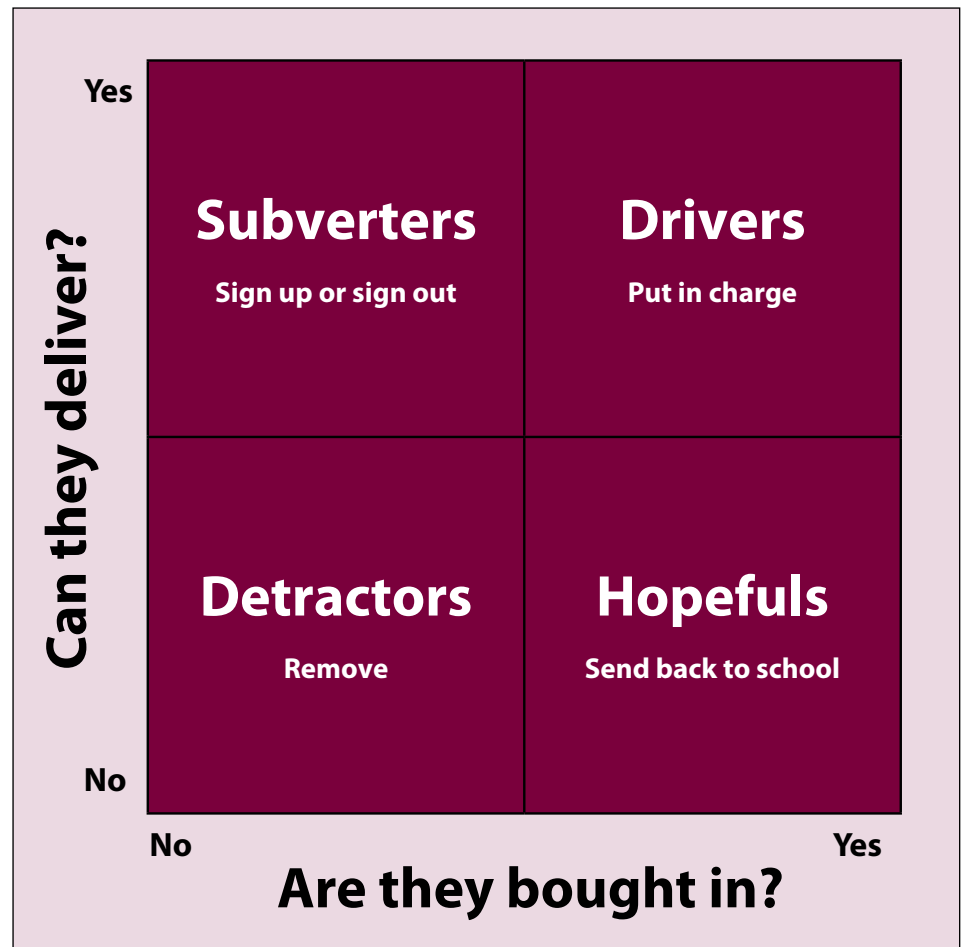 Yes
Can they deliver?
Subverters
Sign up or sign out
Drivers
Put in charge
Detractors
Remove
Hopefuls
Send back to school
No
No
Yes
Are they bought in?